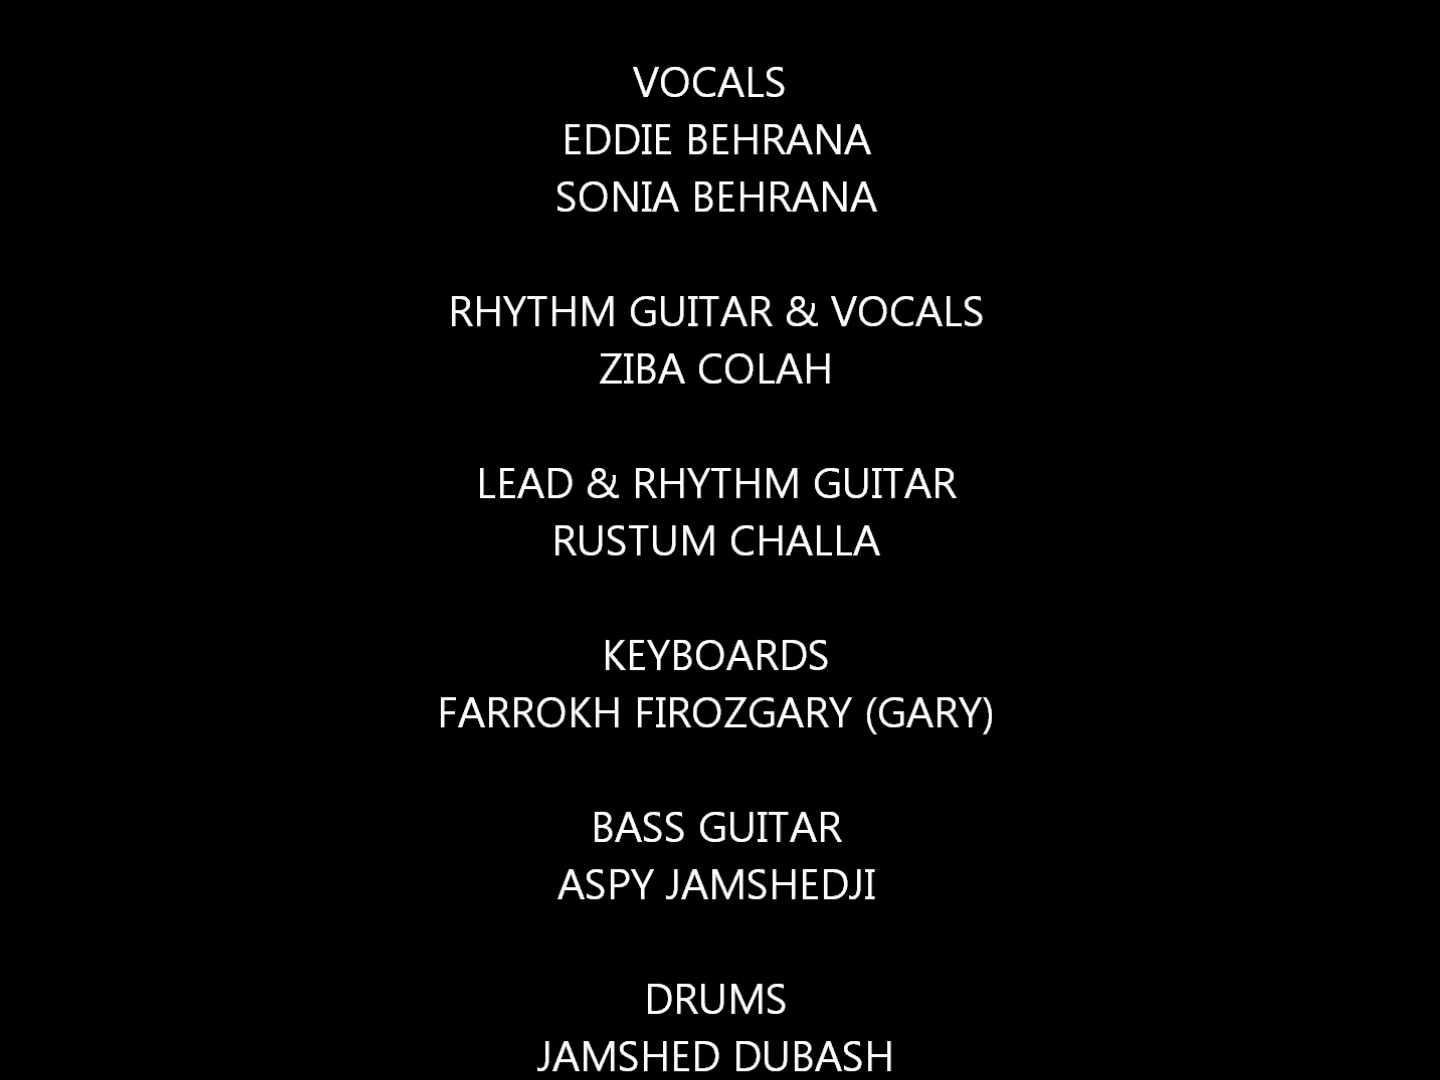 VOCALS
EDDIE BEHRANA
SONIA BEHRANA
RHYTHM GUITAR & VOCALS
ZIBA COLAH
LEAD & RHYTHM GUITAR
RUSTUM CHALLA
KEYBOARDS
FARROKH FIROZGARY (GARY)
BASS GUITAR
ASPY JAMSHEDJI
DRUMS
JAMSHED DUBASH